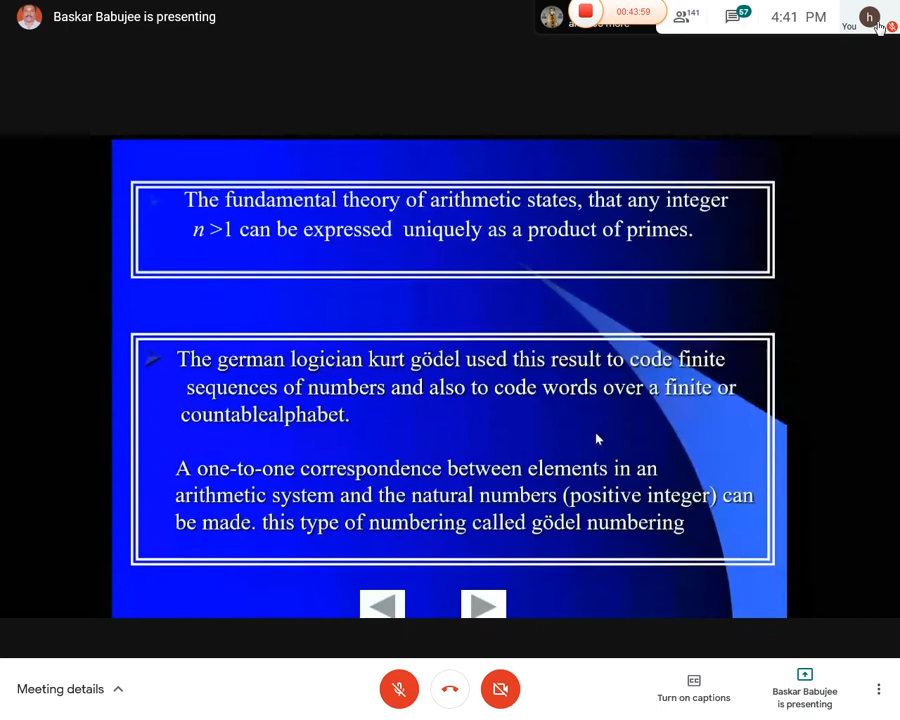 Baskar Babujee is presenting
00:43:59
141
57
4:41 PM
You
h
The fundamental theory of arithmetic states, that any integer
n >1 can be expressed uniquely as a product of primes.
The german logician kurt gödel used this result to code finite
sequences of numbers and also to code words over a finite or
countablealphabet.
A one-to-one correspondence between elements in an
arithmetic system and the natural numbers (positive integer) can
be made. this type of numbering called gödel numbering
Meeting details
CC
Turn on captions
Baskar Babujee
is presenting